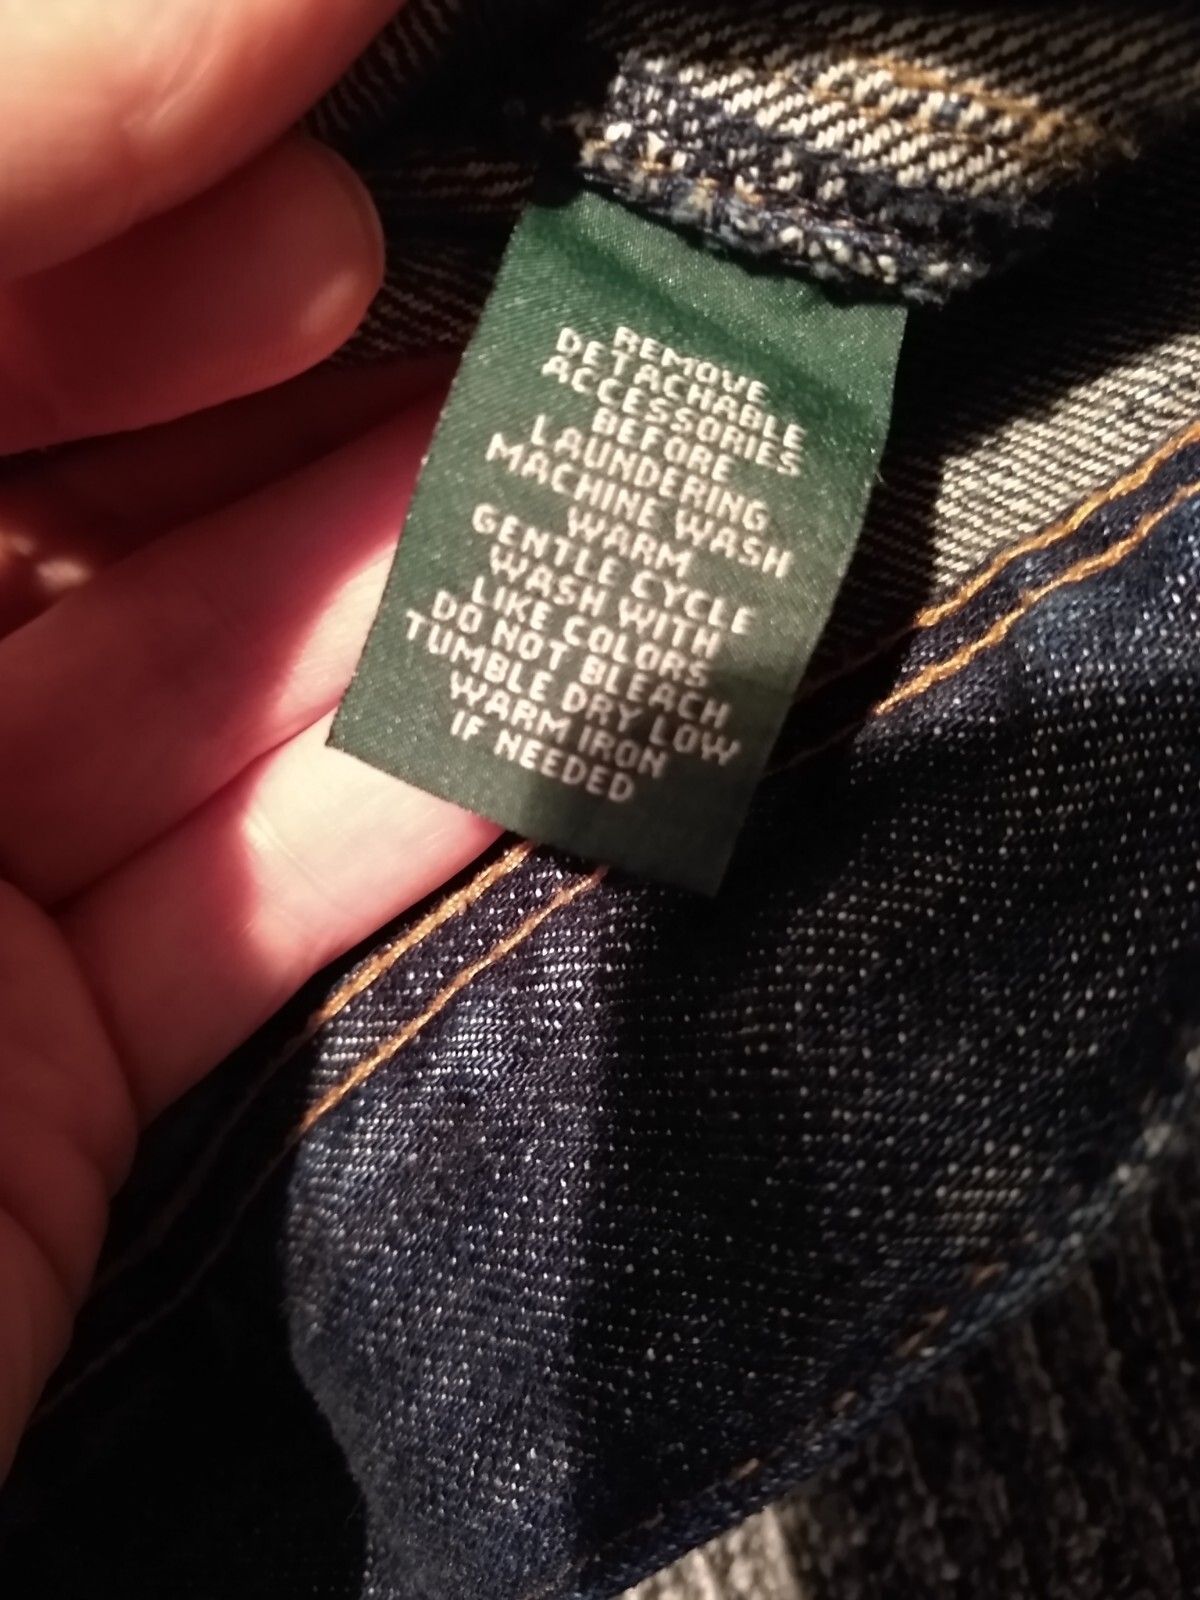 REMOVE
DETACHABLE
ACCESSORIES
BEFORE
LAUNDERING
MACHINE WASH
WARM
GENTLE CYCLE
WASH WITH
LIKE COLORS
DO NOT BLEACH
TUMBLE DRY LOW
WARM IRON
IF NEEDED